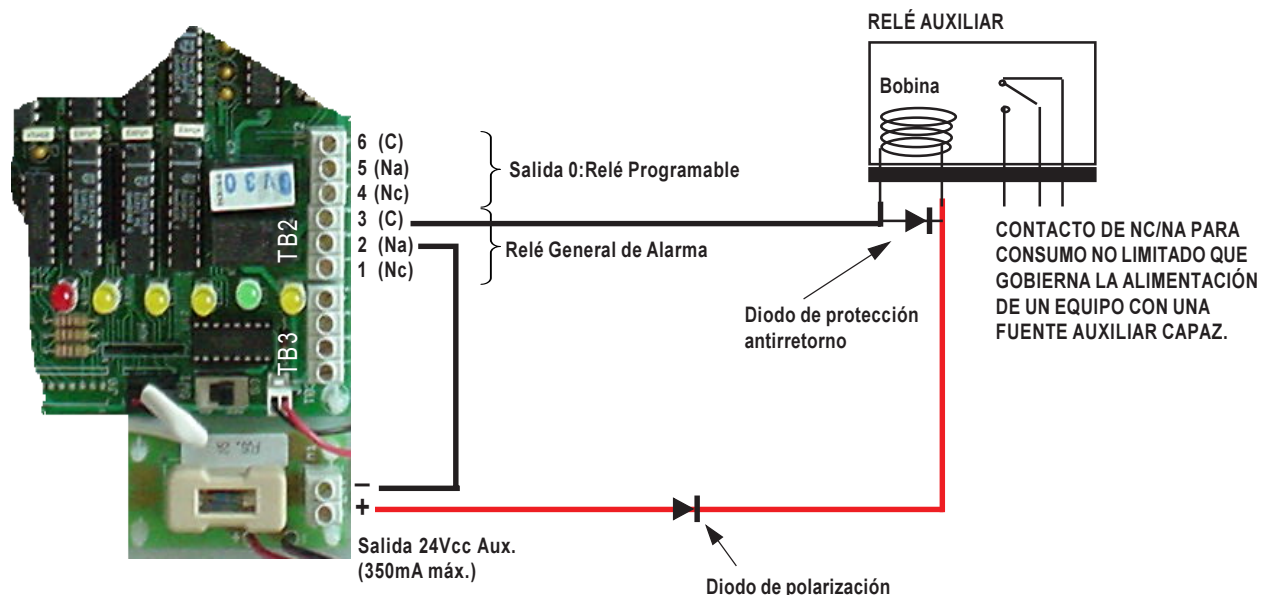 RELÉ AUXILIAR
Bobina
6 (C)
5 (Na)
4 (Nc)
3 (C)
2 (Na)
1 (Nc)
Salida 0:Relé Programable
Relé General de Alarma
TB2
TB3
Diodo de protección
antirretorno
CONTACTO DE NC/NA PARA
CONSUMO NO LIMITADO QUE
GOBIERNA LA ALIMENTACIÓN
DE UN EQUIPO CON UNA
FUENTE AUXILIAR CAPAZ.
–
+
Salida 24Vcc Aux.
(350mA máx.)
Diodo de polarización